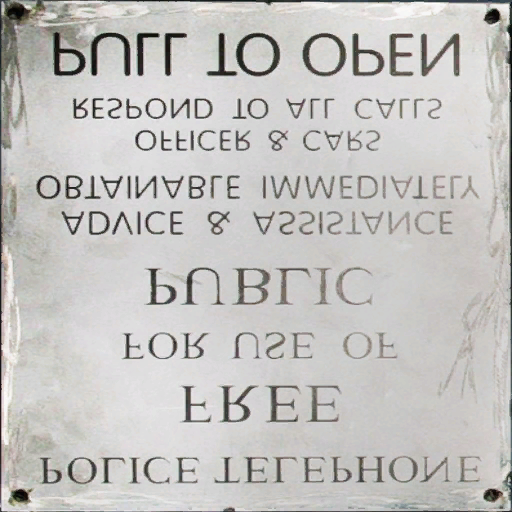 POLICE TELEPHONE
FREE
FOR USE OF
PUBLIC
ADVICE & ASSISTANCE
OBTAINABLE IMMEDIATELY
OFFICER & CARS
RESPOND TO ALL CALLS
PULL TO OPEN